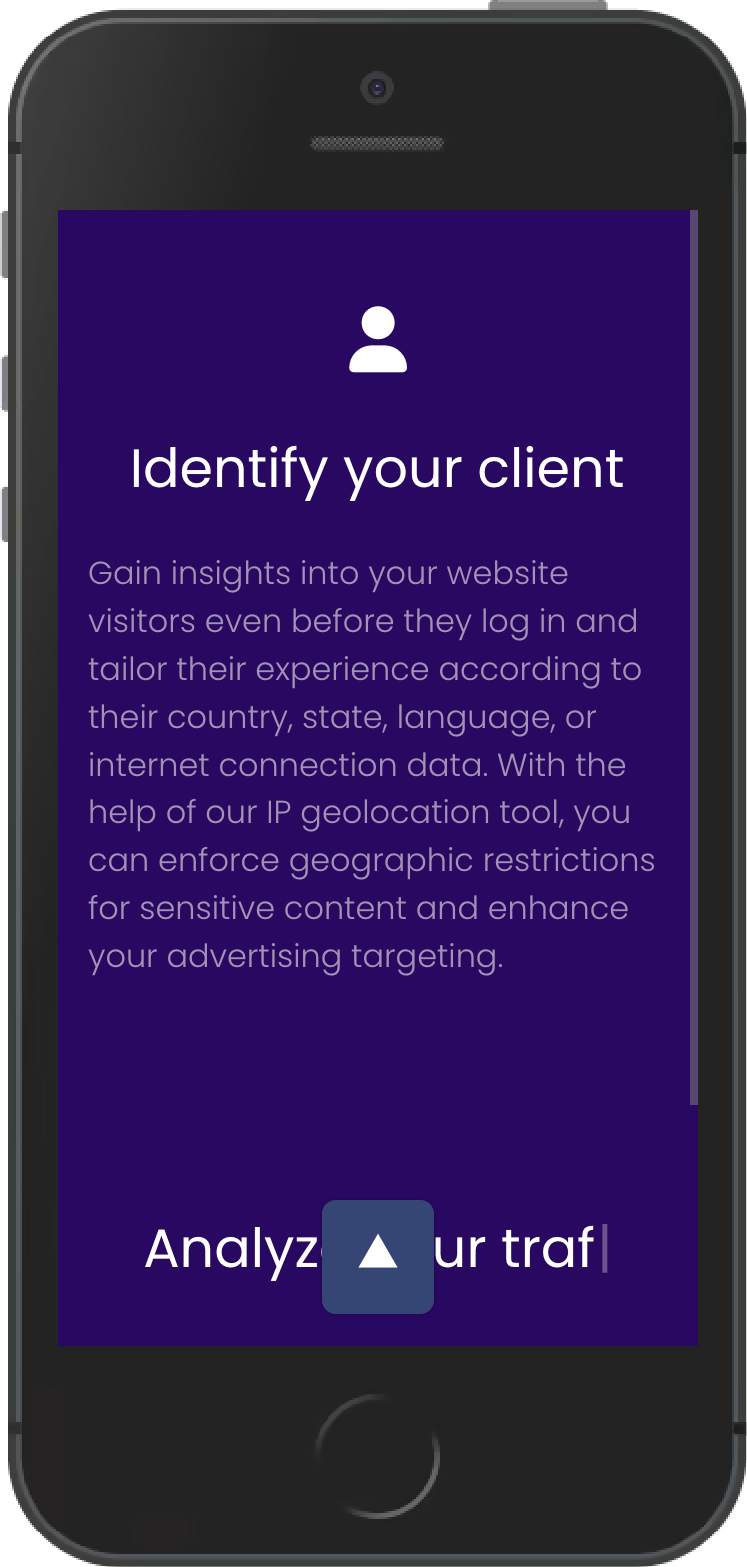 Identify your client
Gain insights into your website
visitors even before they log in and
tailor their experience according to
their country, state, language, or
internet connection data. With the
help of our IP geolocation tool, you
can enforce geographic restrictions
for sensitive content and enhance
your advertising targeting.
Analyz ur traf